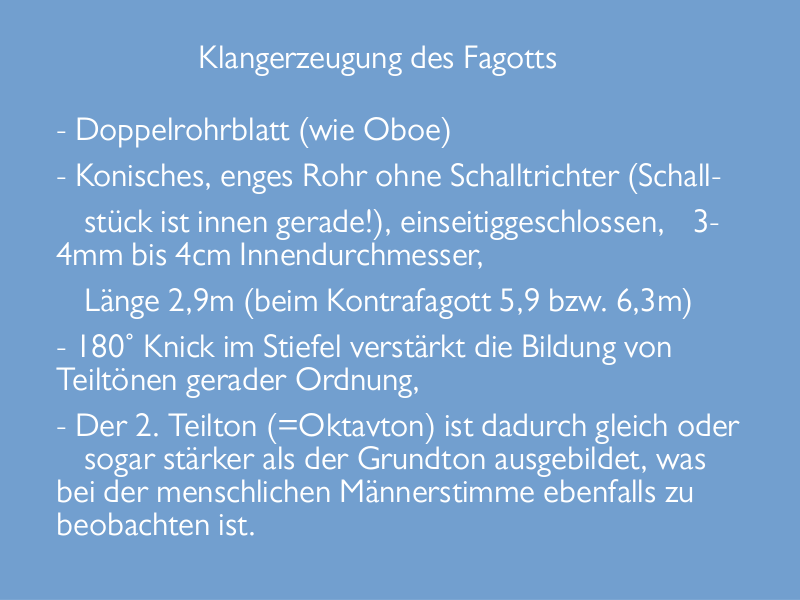 Klangerzeugung des Fagotts
- Doppelrohrblatt (wie Oboe)
- Konisches, enges Rohr ohne Schalltrichter (Schall-
stück ist innen gerade!), einseitiggeschlossen, 3-
4mm bis 4cm Innendurchmesser,
Länge 2,9m (beim Kontrafagott 5,9 bzw. 6,3m)
- 180° Knick im Stiefel verstärkt die Bildung von
Teiltönen gerader Ordnung,
- Der 2. Teilton (=Oktavton) ist dadurch gleich oder
sogar stärker als der Grundton ausgebildet, was
bei der menschlichen Männerstimme ebenfalls zu
beobachten ist.